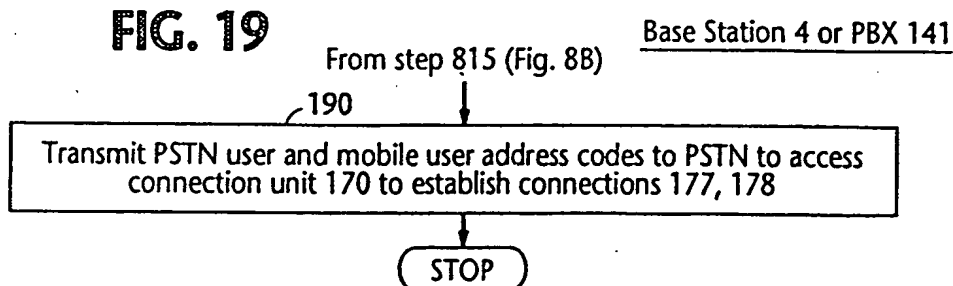 FIG. 19
Base Station 4 or PBX 141
From step 815 (Fig. 8B)
190
Transmit PSTN user and mobile user address codes to PSTN to access
connection unit 170 to establish connections 177, 178
STOP